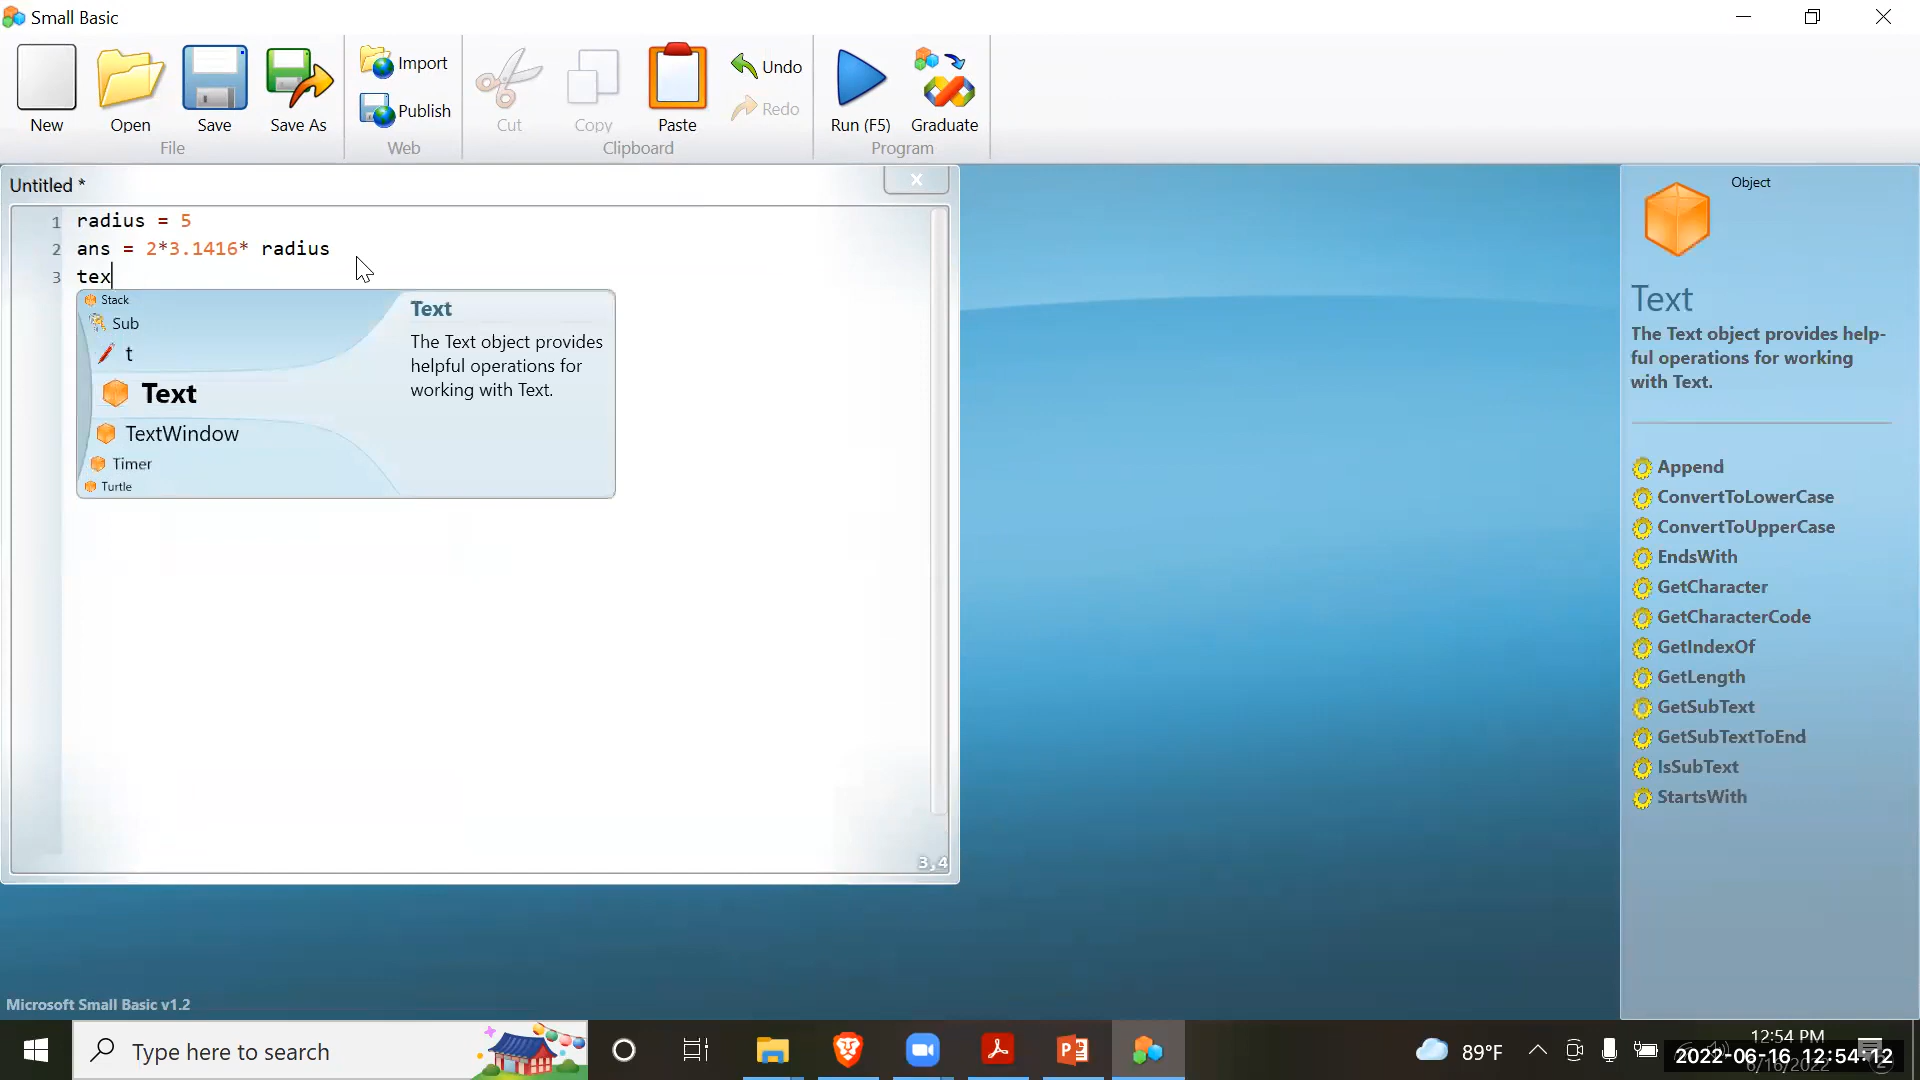 Small Basic
New
Open
Save
Save As
File
Import
Publish
Web
Cut
Copy
Paste
Undo
Redo
Clipboard
Run (F5)
Graduate
Program
Untitled *
x
1 radius = 5
2 ans = 2*3.1416* radius
3 tex
Stack
Sub
t
Text
TextWindow
Timer
Turtle
Text
The Text object provides
helpful operations for
working with Text.
3,4
Object
Text
The Text object provides help-
ful operations for working
with Text.
Append
ConvertToLowerCase
ConvertToUpperCase
EndsWith
GetCharacter
GetCharacterCode
GetIndexOf
GetLength
GetSubText
GetSubTextToEnd
IsSubText
StartsWith
Microsoft Small Basic v1.2
Type here to search
89°F
12:54 PM
2022-06-16 12:54:12
6/16/2022
2